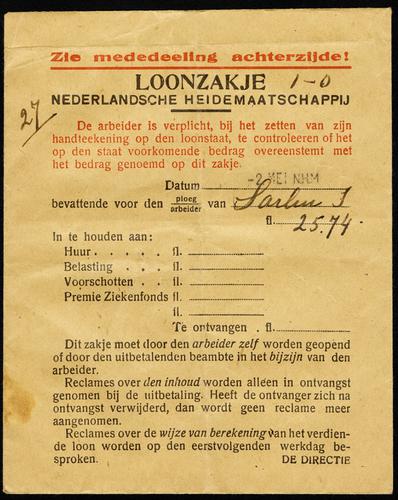 Zie mededeeling achterzijde!
LOONZAKJE 1-0
NEDERLANDSCHE HEIDEMAATSCHAPPIJ
27
De arbeider is verplicht, bij het zetten van zijn
handteekening op den loonstaat, te controleeren of het
op den staat voorkomende bedrag overeenstemt met
het bedrag genoemd op dit zakje.
Datum -2 MEI NHM
bevattende voor den ploeg/arbeider van
fl. 25.74
In te houden aan:
Huur . . . . . fl.
Belasting . . . fl.
Voorschotten . fl.
Premie Ziekenfonds fl.
fl.
Te ontvangen . fl.
Dit zakje moet door den arbeider zelf worden geopend
of door den uitbetalenden beambte in het bijzijn van den
arbeider.
Reclames over den inhoud worden alleen in ontvangst
genomen bij de uitbetaling. Heeft de ontvanger zich na
ontvangst verwijderd, dan wordt geen reclame meer
aangenomen.
Reclames over de wijze van berekening van het verdien-
de loon worden op den eerstvolgenden werkdag be-
sproken. DE DIRECTIE